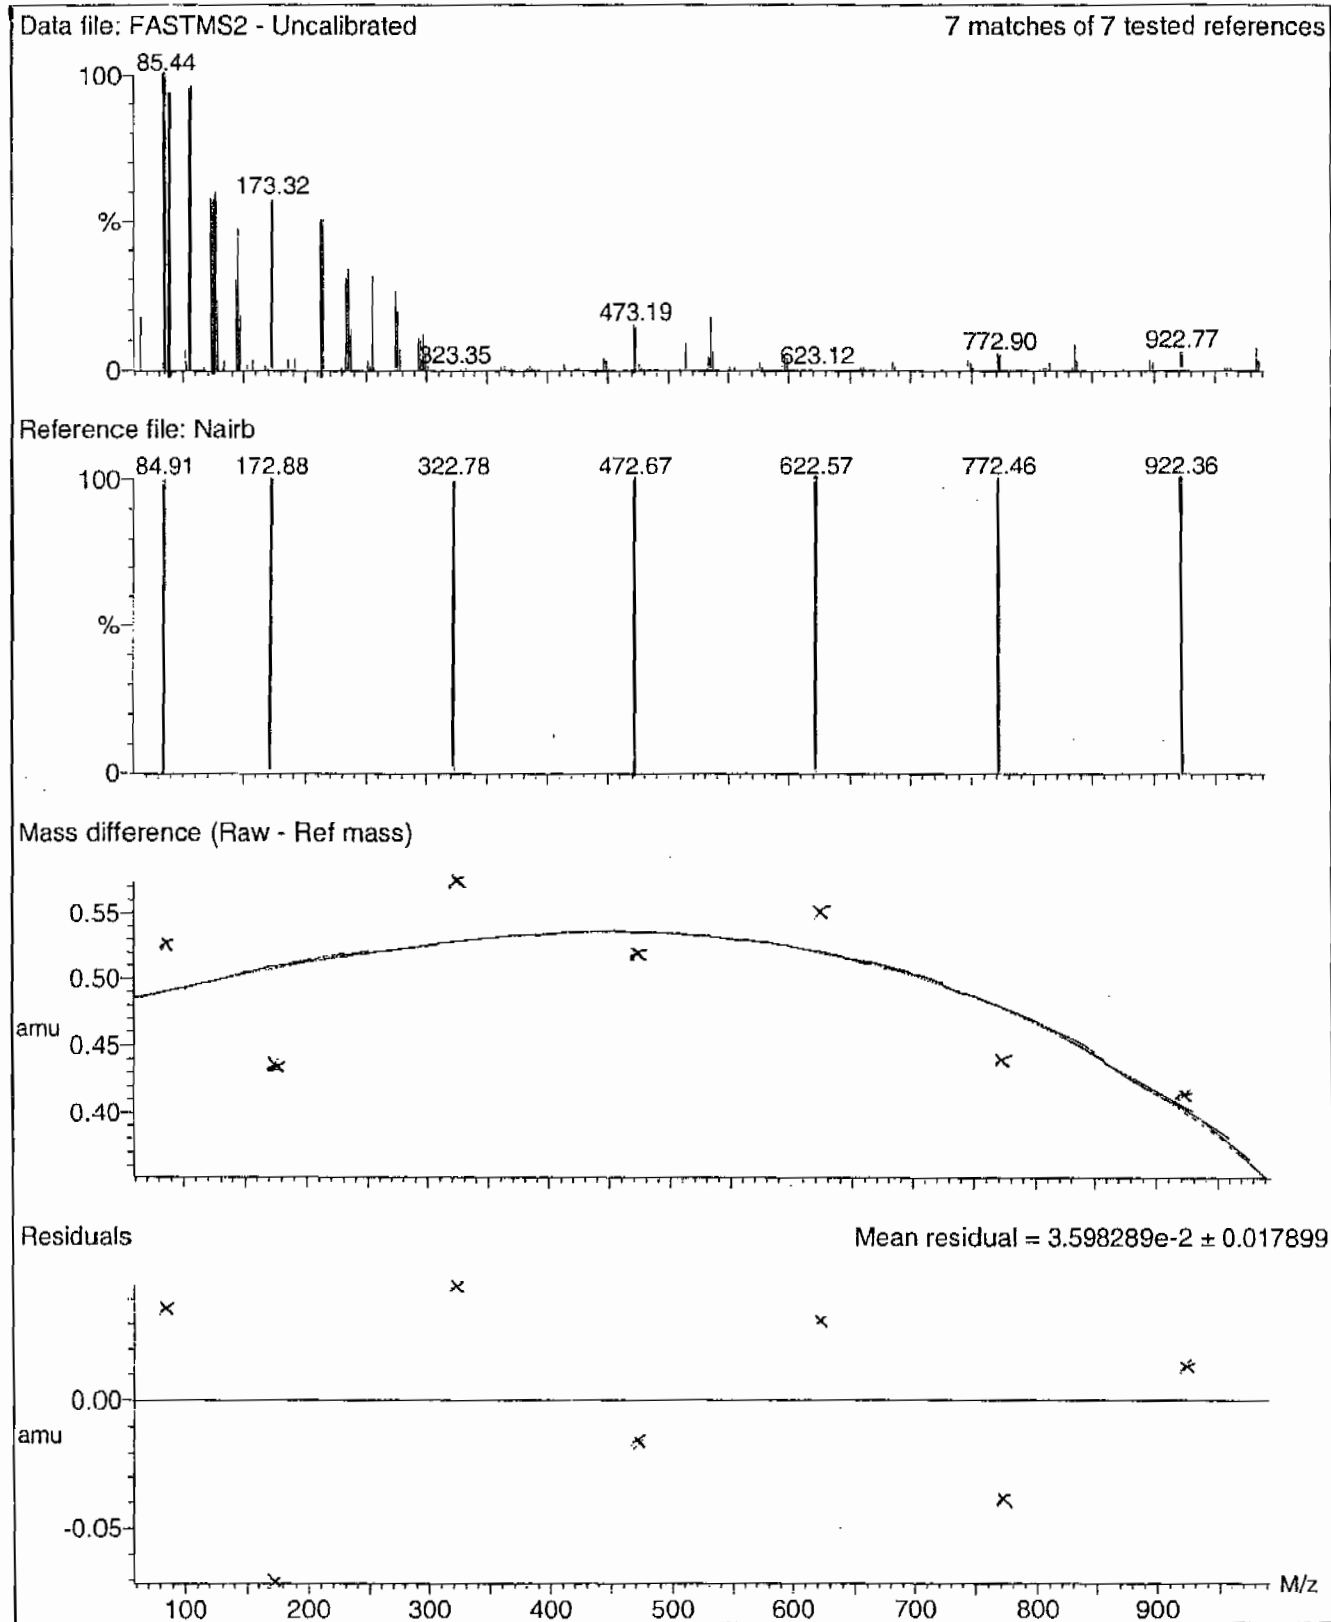 Data file: FASTMS2 - Uncalibrated 7 matches of 7 tested references
85.44
100
173.32
%
473.19
323.35 623.12 772.90 922.77
0
Reference file: Nairb
100 84.91 172.88 322.78 472.67 622.57 772.46 922.36
%
0
Mass difference (Raw - Ref mass)
0.55
0.50
amu
0.45
0.40
Residuals Mean residual = 3.598289e-2 ± 0.017899
0.00
amu
-0.05
M/z
100 200 300 400 500 600 700 800 900